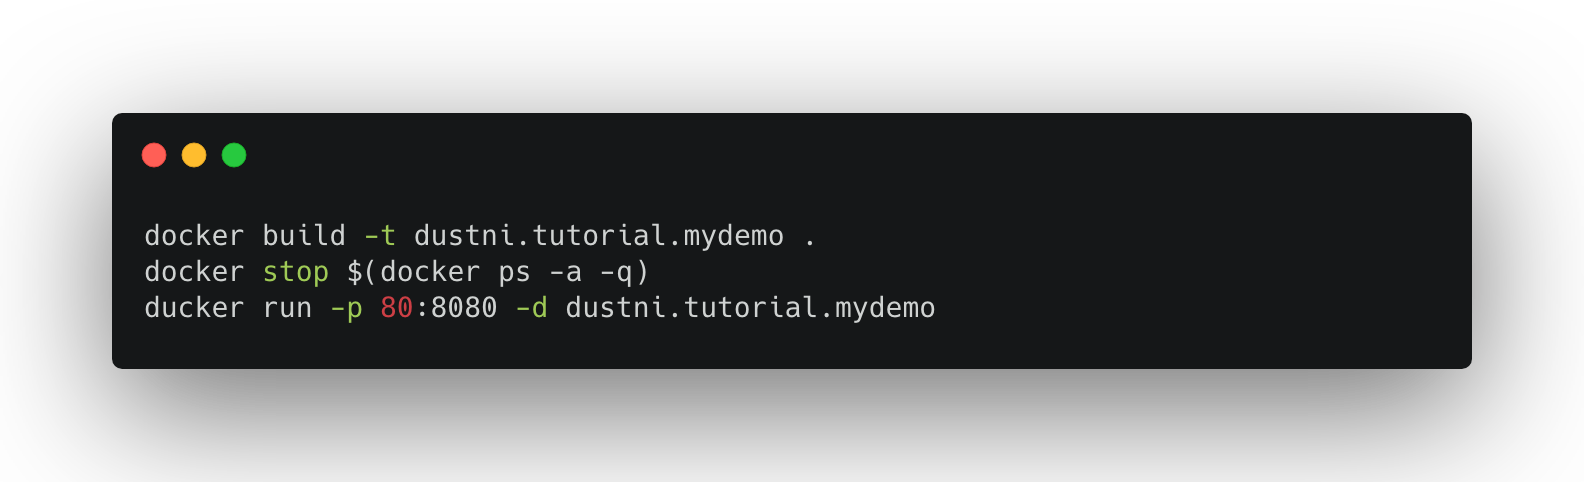 docker build -t dustni.tutorial.mydemo .
docker stop $(docker ps -a -q)
ducker run -p 80:8080 -d dustni.tutorial.mydemo